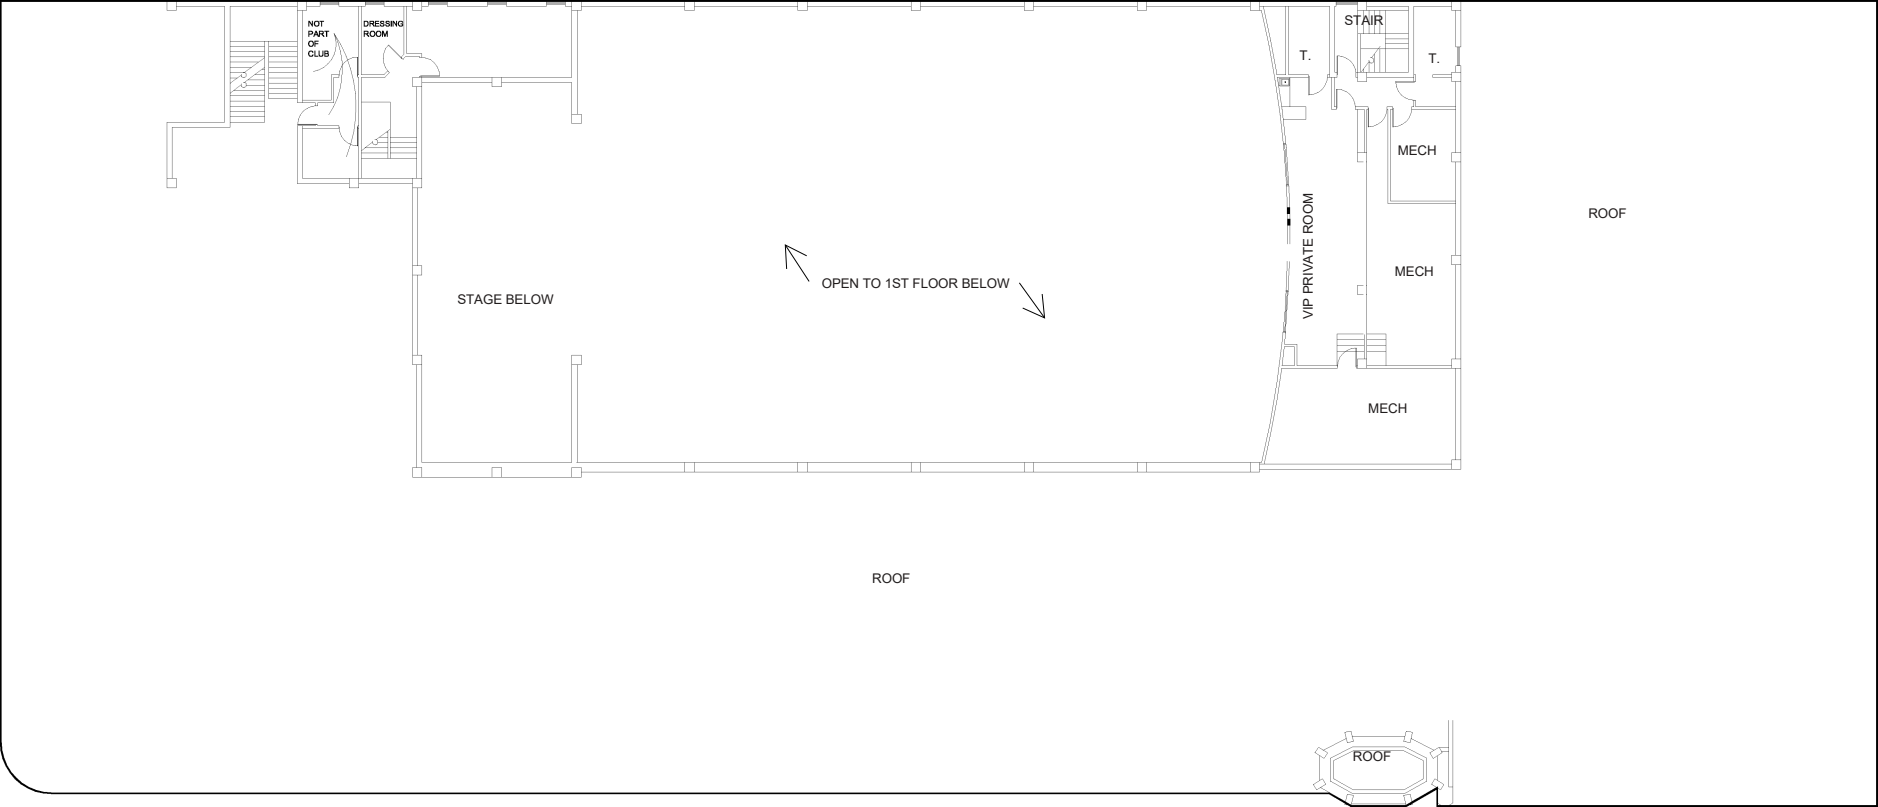 NOT
PART
OF
CLUB
DRESSING
ROOM
STAIR
T.
T.
MECH
ROOF
VIP PRIVATE ROOM
MECH
OPEN TO 1ST FLOOR BELOW
STAGE BELOW
MECH
ROOF
ROOF